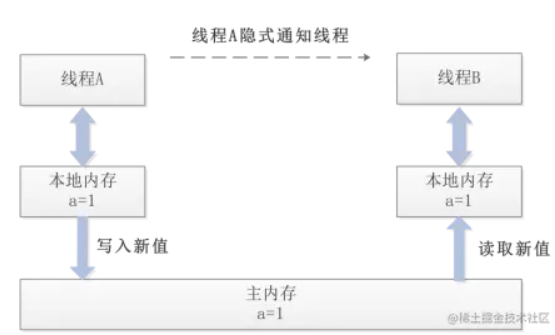 线程A隐式通知线程
线程A
线程B
本地内存
a=1
本地内存
a=1
写入新值
读取新值
主内存
a=1
@稀土掘金技术社区